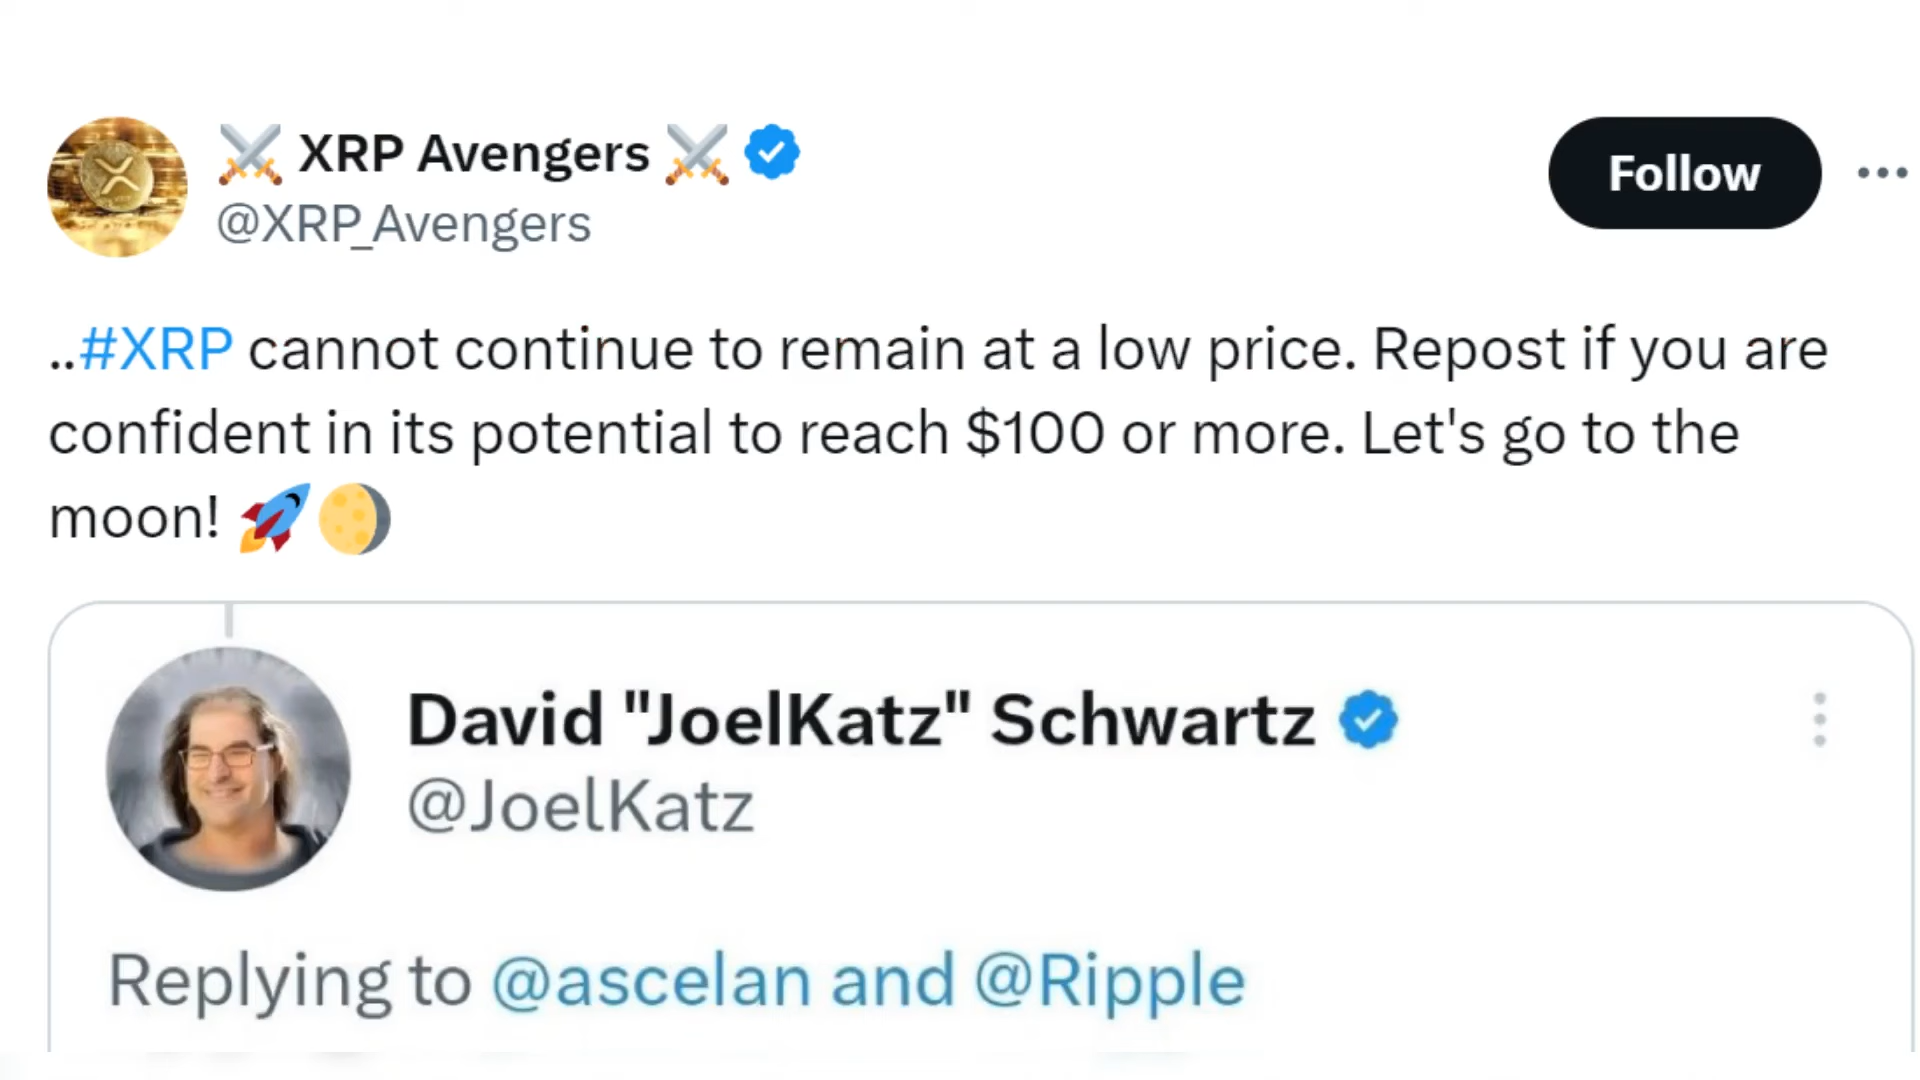 ⚔️ XRP Avengers ⚔️
@XRP_Avengers
Follow
..#XRP cannot continue to remain at a low price. Repost if you are
confident in its potential to reach $100 or more. Let's go to the
moon! 🚀🌖
David "JoelKatz" Schwartz
@JoelKatz
Replying to @ascelan and @Ripple